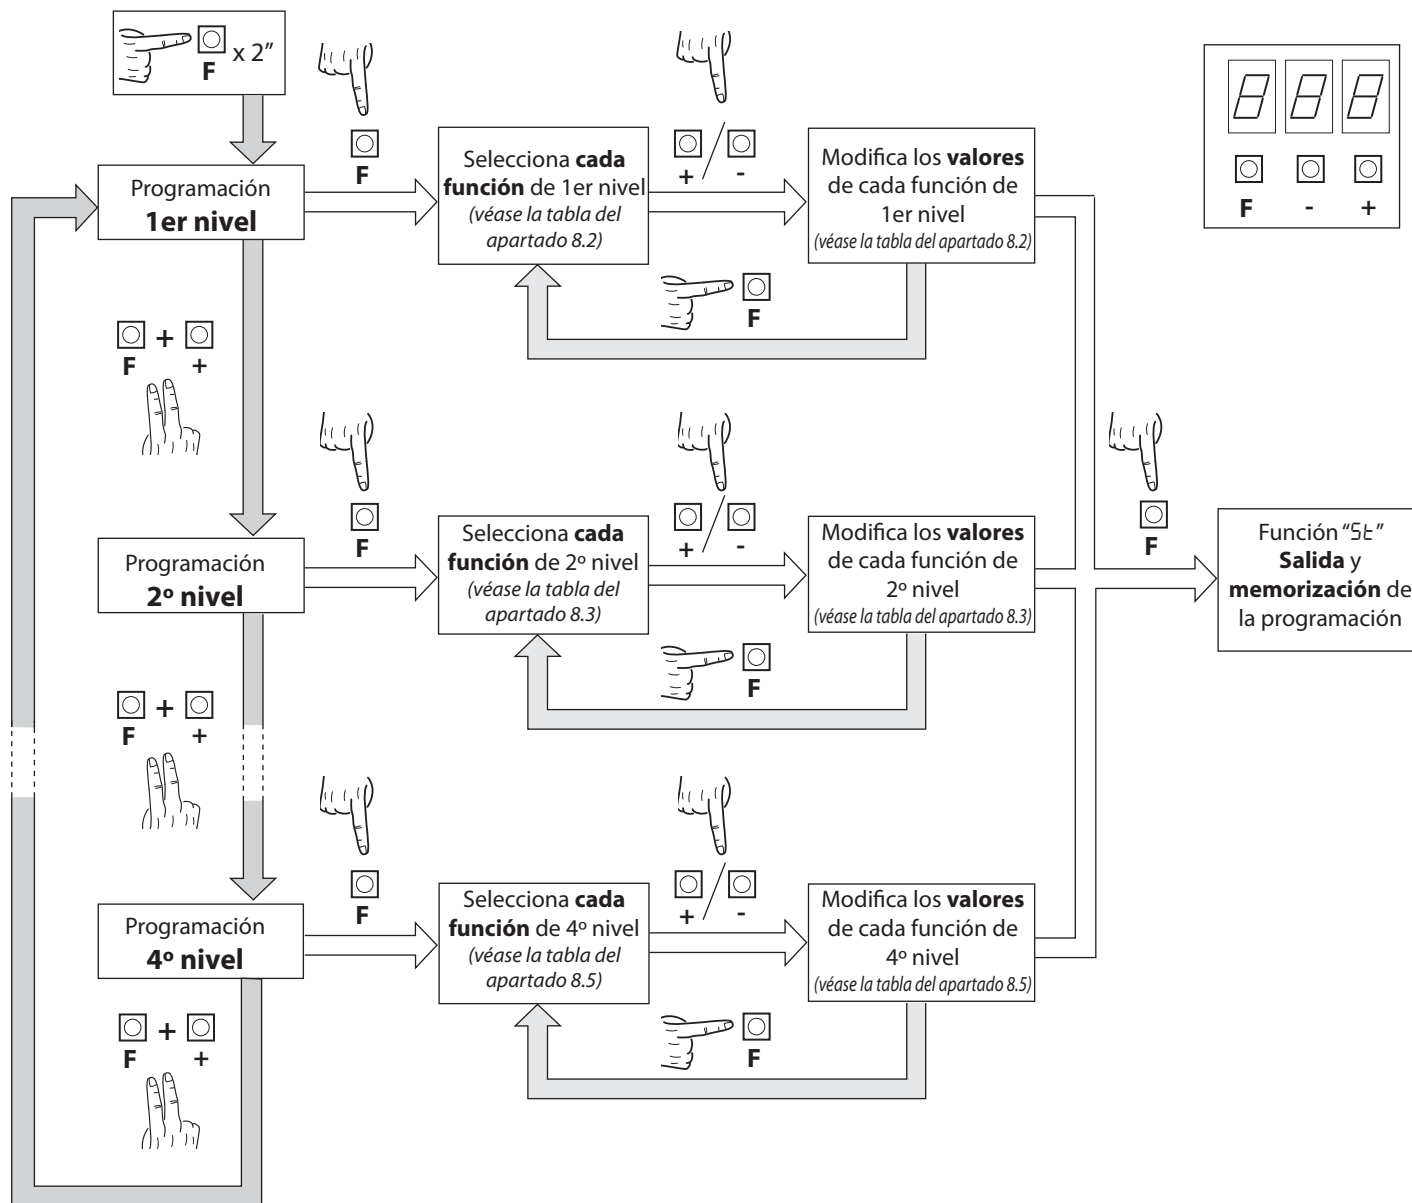 F x 2”
F
+ / -
F - +
Programación
1er nivel
Selecciona cada
función de 1er nivel
(véase la tabla del
apartado 8.2)
Modifica los valores
de cada función de
1er nivel
(véase la tabla del apartado 8.2)
F
F + +
F
+ / -
Programación
2º nivel
Selecciona cada
función de 2º nivel
(véase la tabla del
apartado 8.3)
Modifica los valores
de cada función de
2º nivel
(véase la tabla del apartado 8.3)
F
F
Función “St”
Salida y
memorización de
la programación
F + +
F
+ / -
Programación
4º nivel
Selecciona cada
función de 4º nivel
(véase la tabla del
apartado 8.5)
Modifica los valores
de cada función de
4º nivel
(véase la tabla del apartado 8.5)
F
F + +